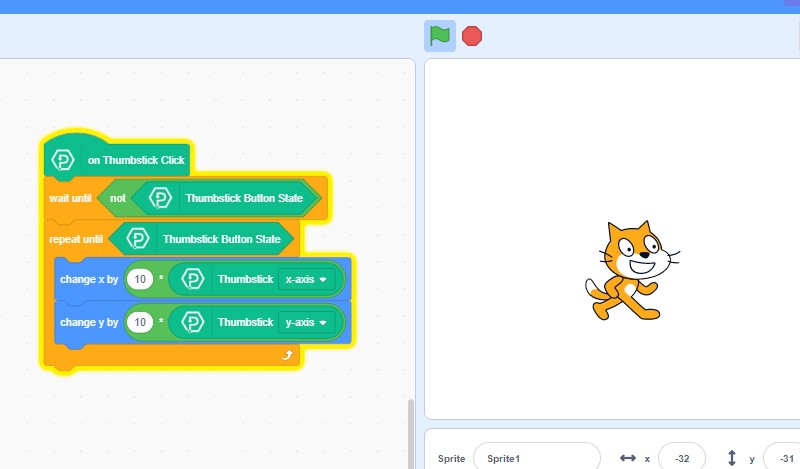 on Thumbstick Click
wait until not Thumbstick Button State
repeat until Thumbstick Button State
change x by 10 * Thumbstick x-axis
change y by 10 * Thumbstick y-axis
Sprite Sprite1 x -32 y -31